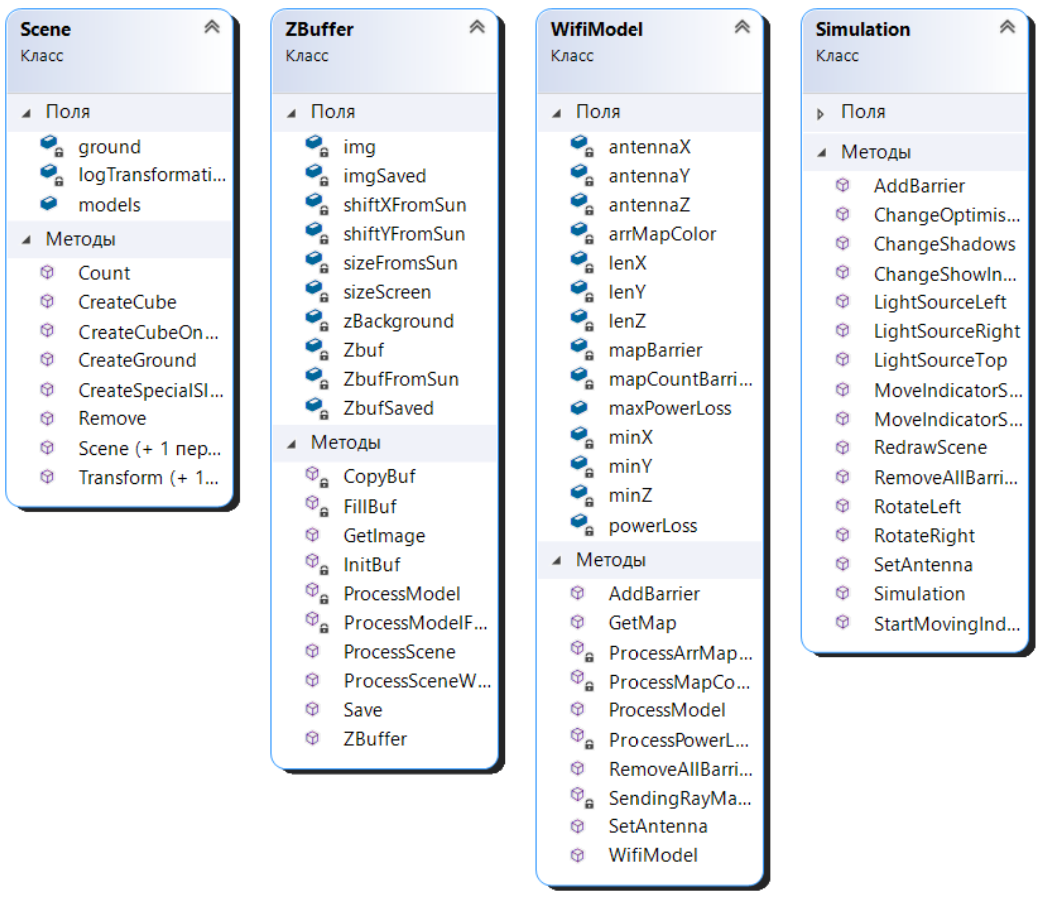 Scene
Класс
Поля
ground
logTransformati...
models
Методы
Count
CreateCube
CreateCubeOn...
CreateGround
CreateSpecialSl...
Remove
Scene (+ 1 пер...
Transform (+ 1...
ZBuffer
Класс
Поля
img
imgSaved
shiftXFromSun
shiftYFromSun
sizeFromsSun
sizeScreen
zBackground
Zbuf
ZbufFromSun
ZbufSaved
Методы
CopyBuf
FillBuf
GetImage
InitBuf
ProcessModel
ProcessModelF...
ProcessScene
ProcessSceneW...
Save
ZBuffer
WifiModel
Класс
Поля
antennaX
antennaY
antennaZ
arrMapColor
lenX
lenY
lenZ
mapBarrier
mapCountBarri...
maxPowerLoss
minX
minY
minZ
powerLoss
Методы
AddBarrier
GetMap
ProcessArrMap...
ProcessMapCo...
ProcessModel
ProcessPowerL...
RemoveAllBarri...
SendingRayMa...
SetAntenna
WifiModel
Simulation
Класс
Поля
Методы
AddBarrier
ChangeOptimis...
ChangeShadows
ChangeShowIn...
LightSourceLeft
LightSourceRight
LightSourceTop
MoveIndicatorS...
MoveIndicatorS...
RedrawScene
RemoveAllBarri...
RotateLeft
RotateRight
SetAntenna
Simulation
StartMovingInd...